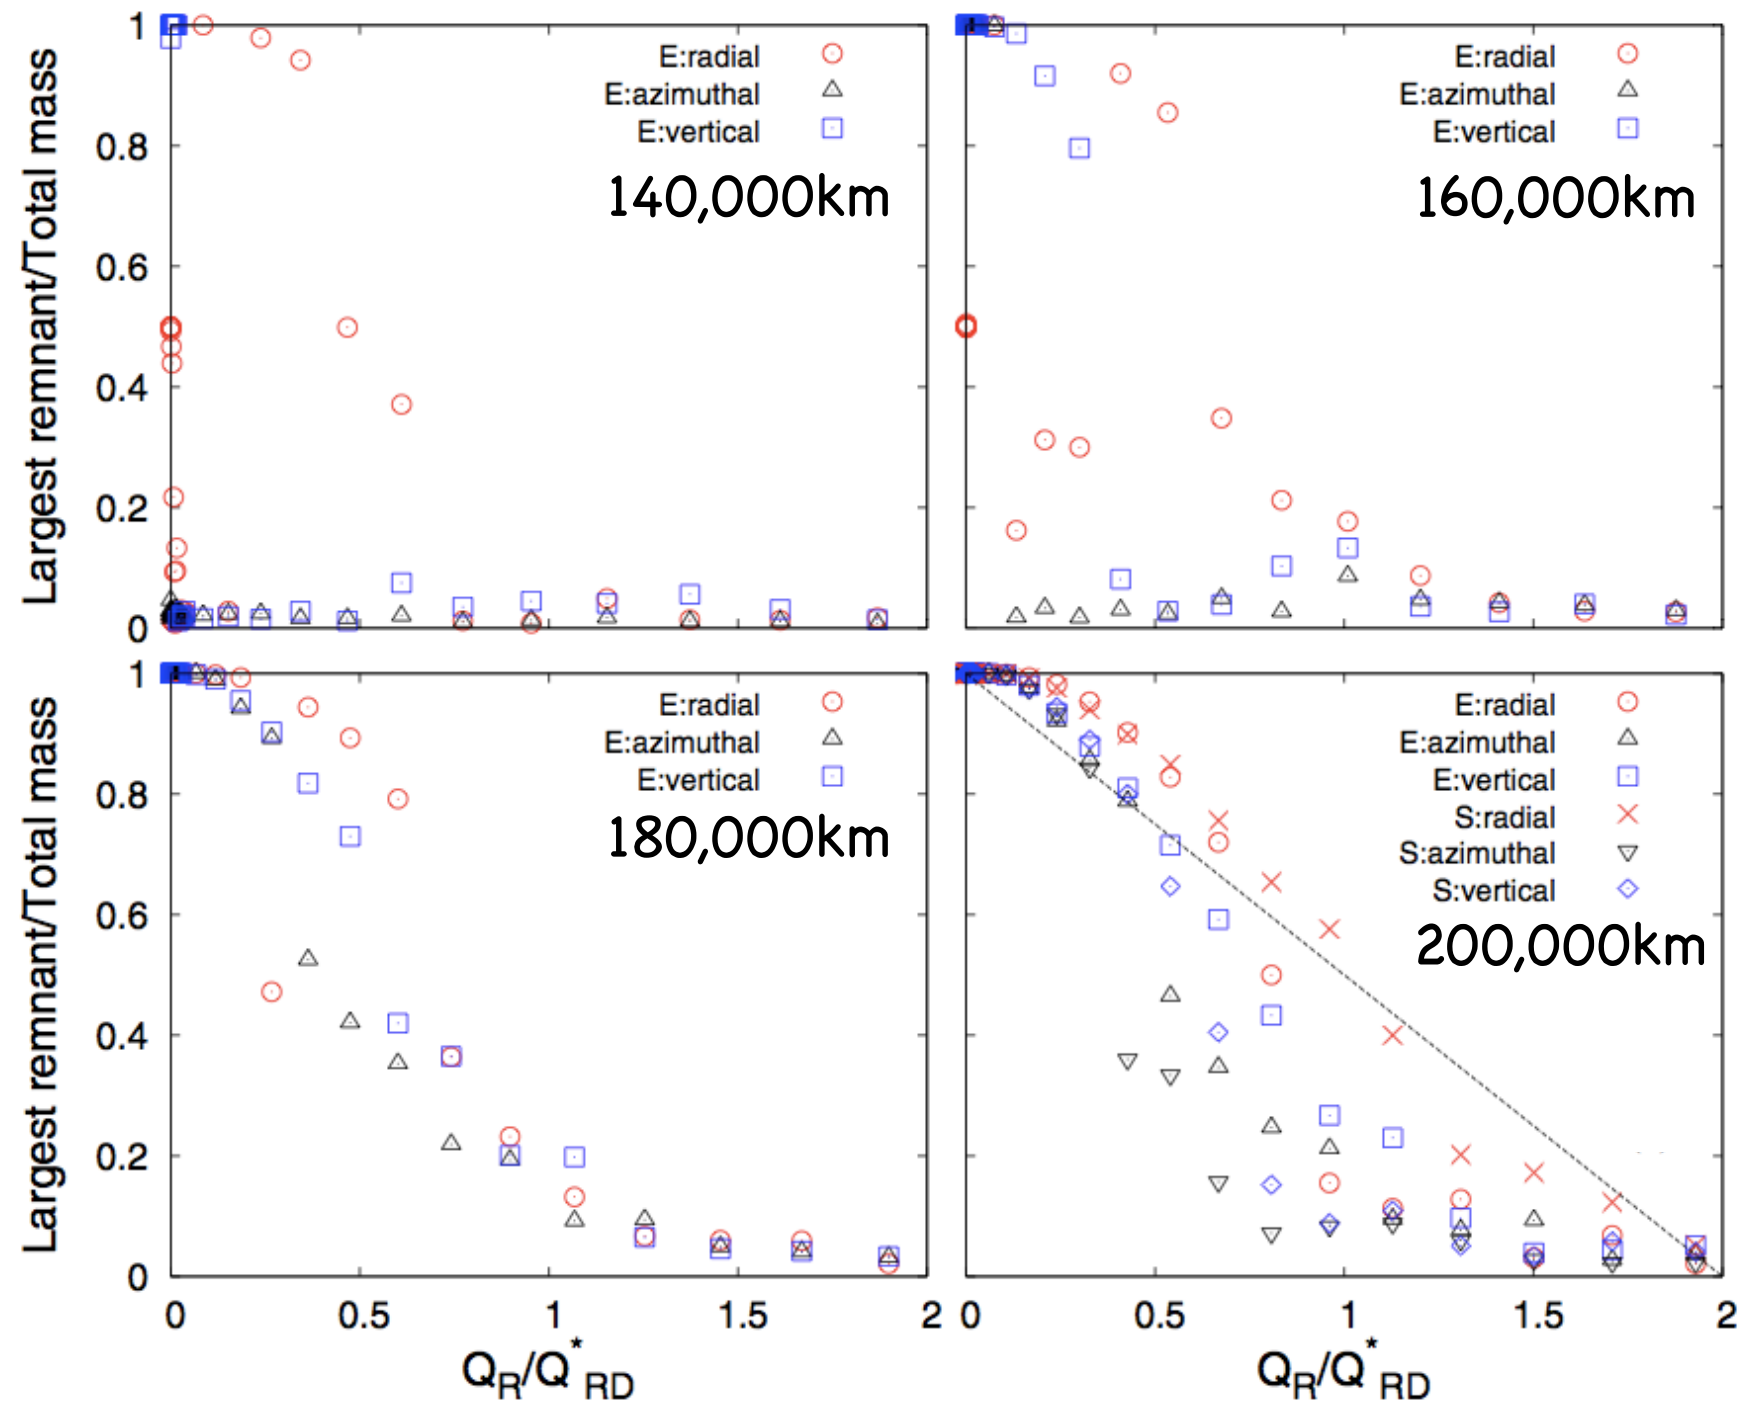 Largest remnant/Total mass
1
0.8
0.6
0.4
0.2
0
E:radial
E:azimuthal
E:vertical
140,000km
E:radial
E:azimuthal
E:vertical
160,000km
Largest remnant/Total mass
1
0.8
0.6
0.4
0.2
0
E:radial
E:azimuthal
E:vertical
180,000km
E:radial
E:azimuthal
E:vertical
S:radial
S:azimuthal
S:vertical
200,000km
0 0.5 1 1.5 2
0 0.5 1 1.5 2
Q_R/Q^*_RD
Q_R/Q^*_RD